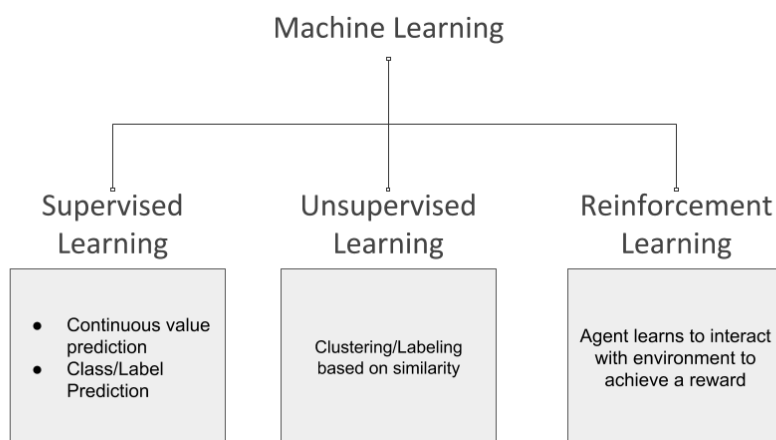 Machine Learning
Supervised
Learning
Unsupervised
Learning
Reinforcement
Learning
● Continuous value
prediction
● Class/Label
Prediction
Clustering/Labeling
based on similarity
Agent learns to interact
with environment to
achieve a reward